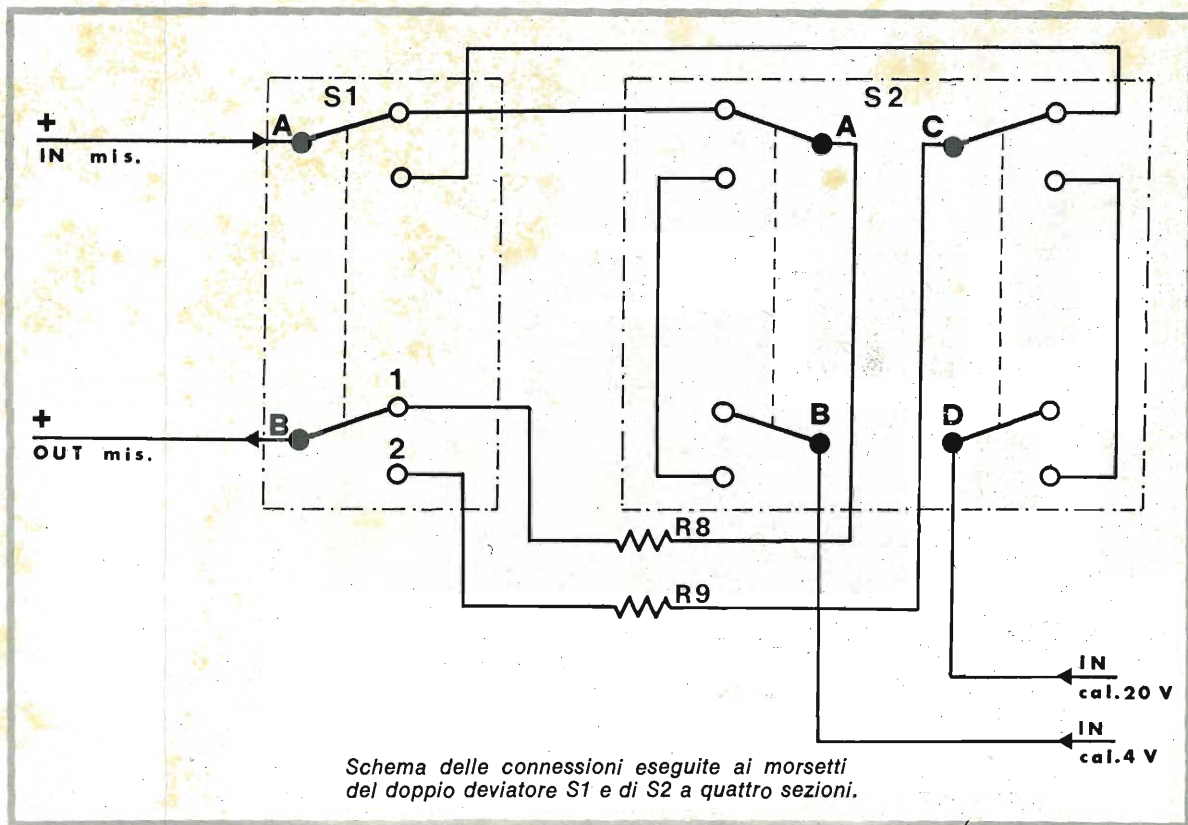 S1
S2
A
A
C
+
IN mis.
1
B
B
D
+
OUT mis.
2
R8
R9
IN
cal.20 V
IN
cal.4 V
Schema delle connessioni eseguite ai morsetti
del doppio deviatore S1 e di S2 a quattro sezioni.